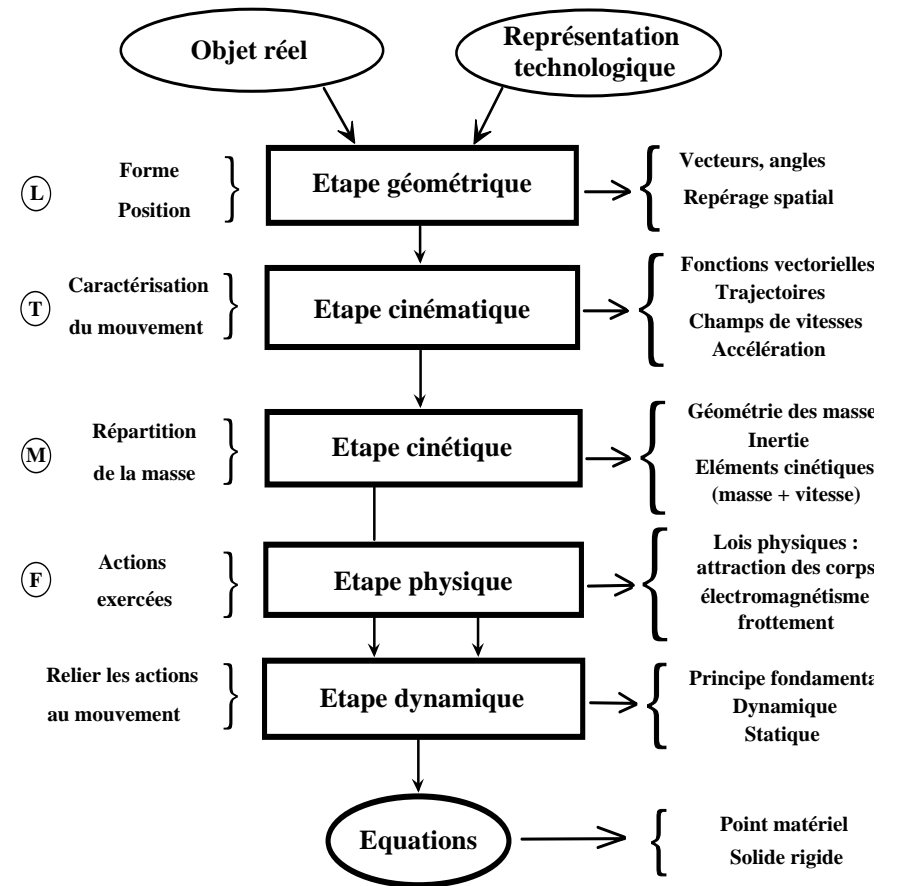 Objet réel
Représentation
technologique
L
Forme
Position
Etape géométrique
Vecteurs, angles
Repérage spatial
T
Caractérisation
du mouvement
Etape cinématique
Fonctions vectorielles
Trajectoires
Champs de vitesses
Accélération
M
Répartition
de la masse
Etape cinétique
Géométrie des masse
Inertie
Eléments cinétiques
(masse + vitesse)
F
Actions
exercées
Etape physique
Lois physiques :
attraction des corps
électromagnétisme
frottement
Relier les actions
au mouvement
Etape dynamique
Principe fondamenta
Dynamique
Statique
Equations
Point matériel
Solide rigide